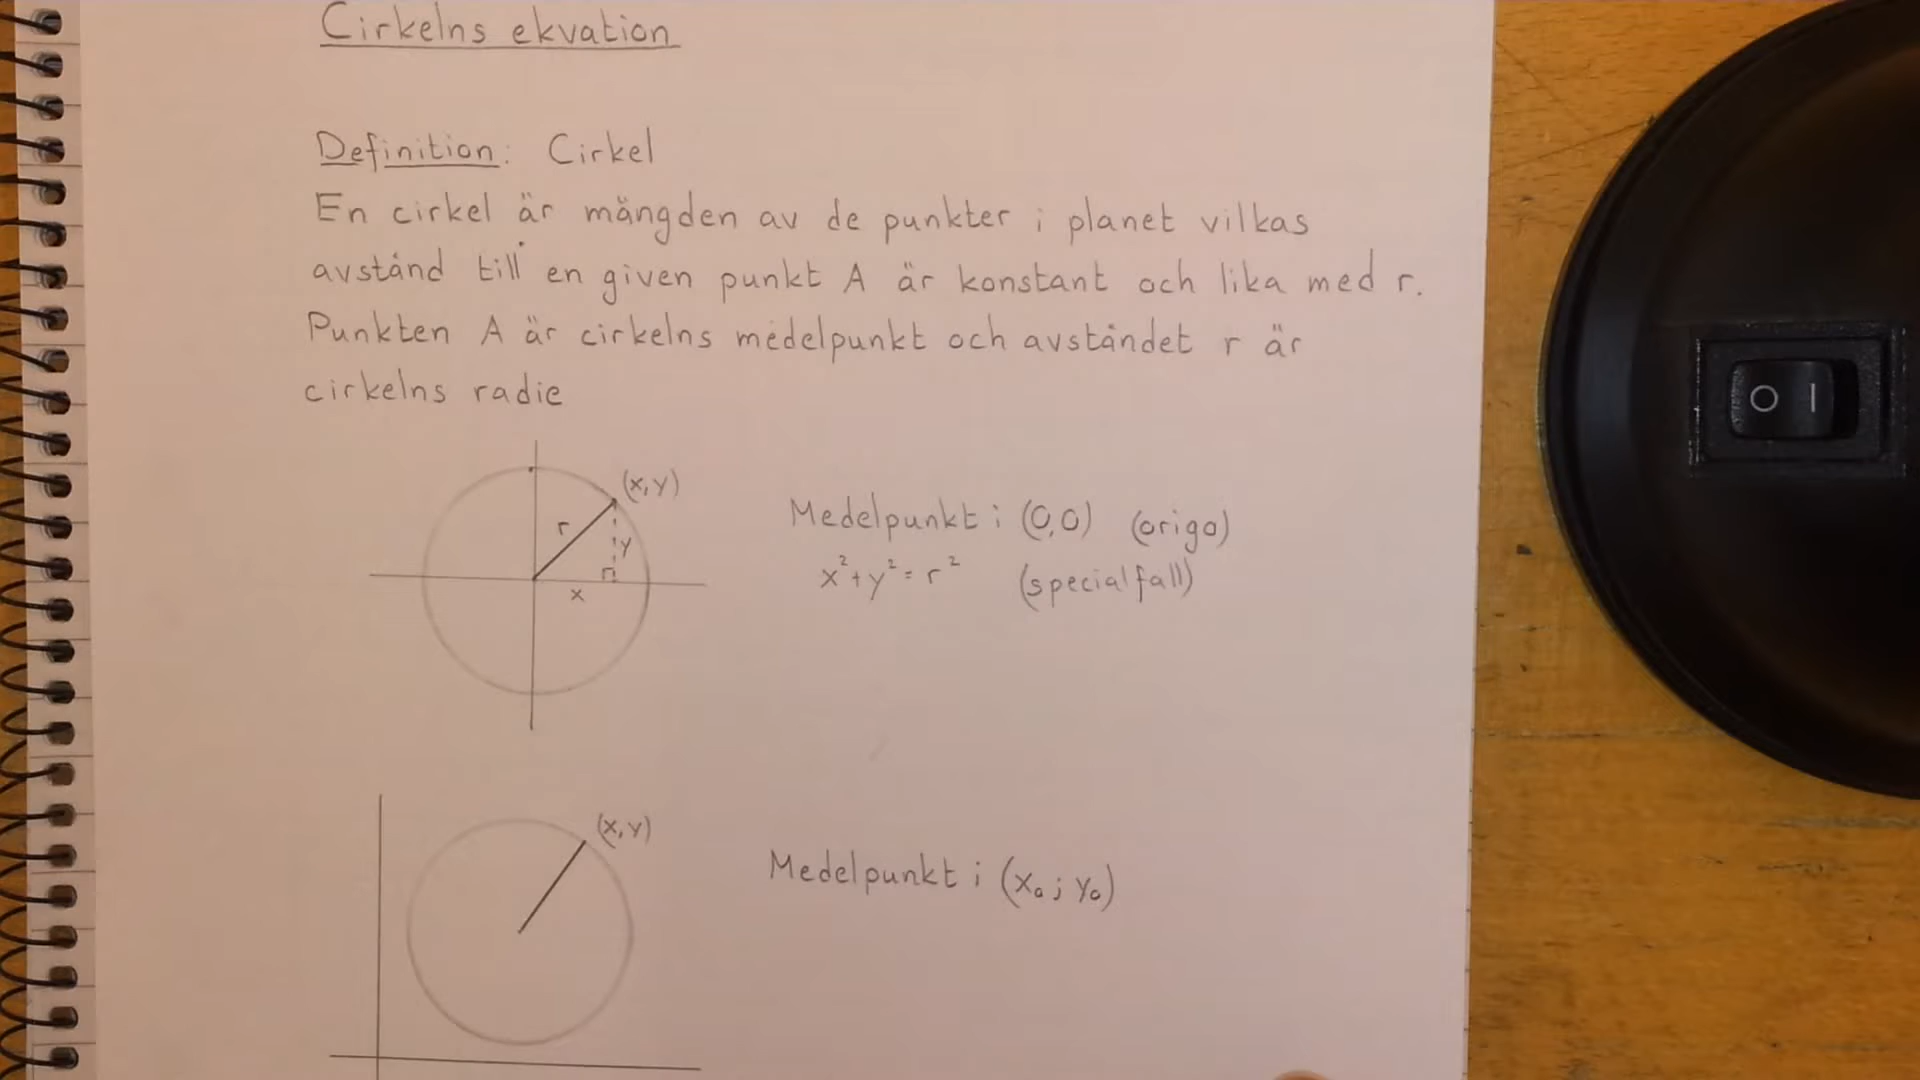 Cirkelns ekvation
Definition: Cirkel
En cirkel är mängden av de punkter i planet vilkas
avstånd till en given punkt A är konstant och lika med r.
Punkten A är cirkelns medelpunkt och avståndet r är
cirkelns radie
(x,y)
r
y
x
Medelpunkt i (0,0) (origo)
x²+y²=r² (specialfall)
(x,y)
Medelpunkt i (x₀; y₀)
O I